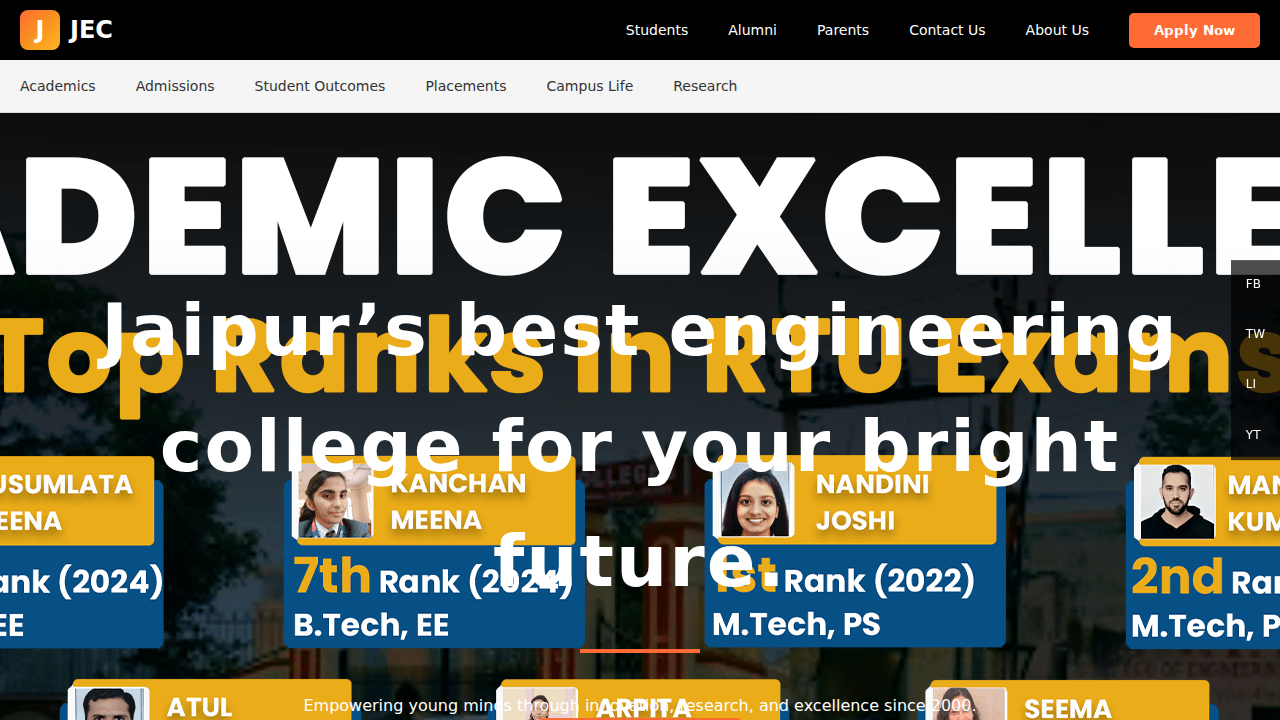 J JEC
Students Alumni Parents Contact Us About Us Apply Now
Academics Admissions Student Outcomes Placements Campus Life Research
ADEMIC EXCELLE
Top Ranks in RTU Exams
Jaipur’s best engineering
college for your bright
future.
FB
TW
LI
YT
USUMLATA
EENA
ank (2024)
EE
KANCHAN
MEENA
7th Rank (2024)
B.Tech, EE
NANDINI
JOSHI
1st Rank (2022)
M.Tech, PS
MAN
KUM
2nd Ran
M.Tech, P
ATUL
ARPITA
SEEMA
Empowering young minds through innovation, research, and excellence since 2000.